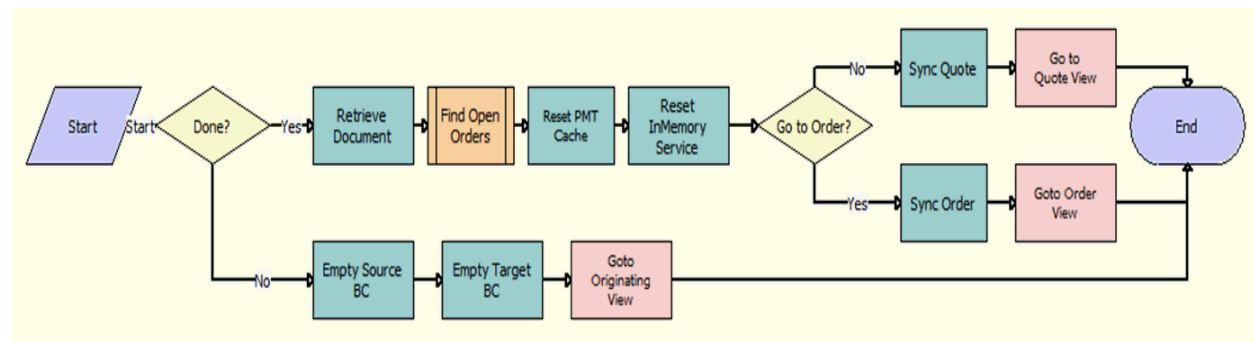 Start
Start
Done?
Yes
Retrieve
Document
Find Open
Orders
Reset PMT
Cache
Reset
InMemory
Service
Go to Order?
No
Sync Quote
Go to
Quote View
End
Yes
Sync Order
Goto Order
View
No
Empty Source
BC
Empty Target
BC
Goto
Originating
View